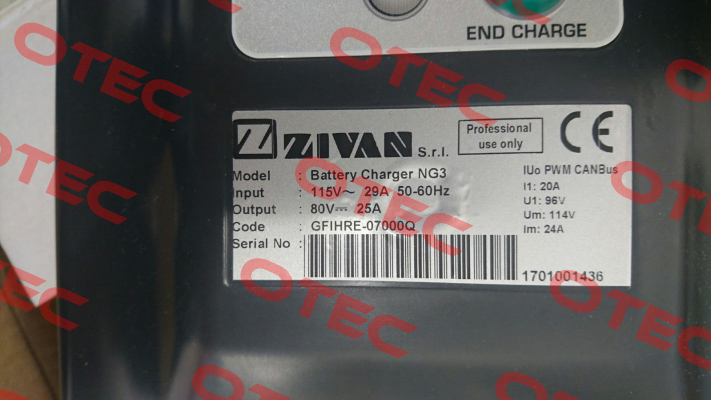 END CHARGE
ZIVAN S.r.l.
Professional
use only
CE
Model : Battery Charger NG3
Input : 115V~ 29A 50-60Hz
Output : 80V⎓ 25A
Code : GFIHRE-07000Q
Serial No :
IUo PWM CANBus
I1: 20A
U1: 96V
Um: 114V
Im: 24A
1701001436
OTEC
OTEC
OTEC
OTEC
OTEC
OTEC
OTEC
OTEC
OTEC